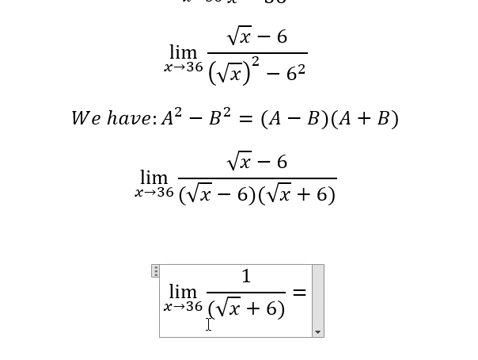 lim x→36 (√x − 6)/((√x)² − 6²)
We have: A² − B² = (A − B)(A + B)
lim x→36 (√x − 6)/((√x − 6)(√x + 6))
lim x→36 1/((√x + 6)) =